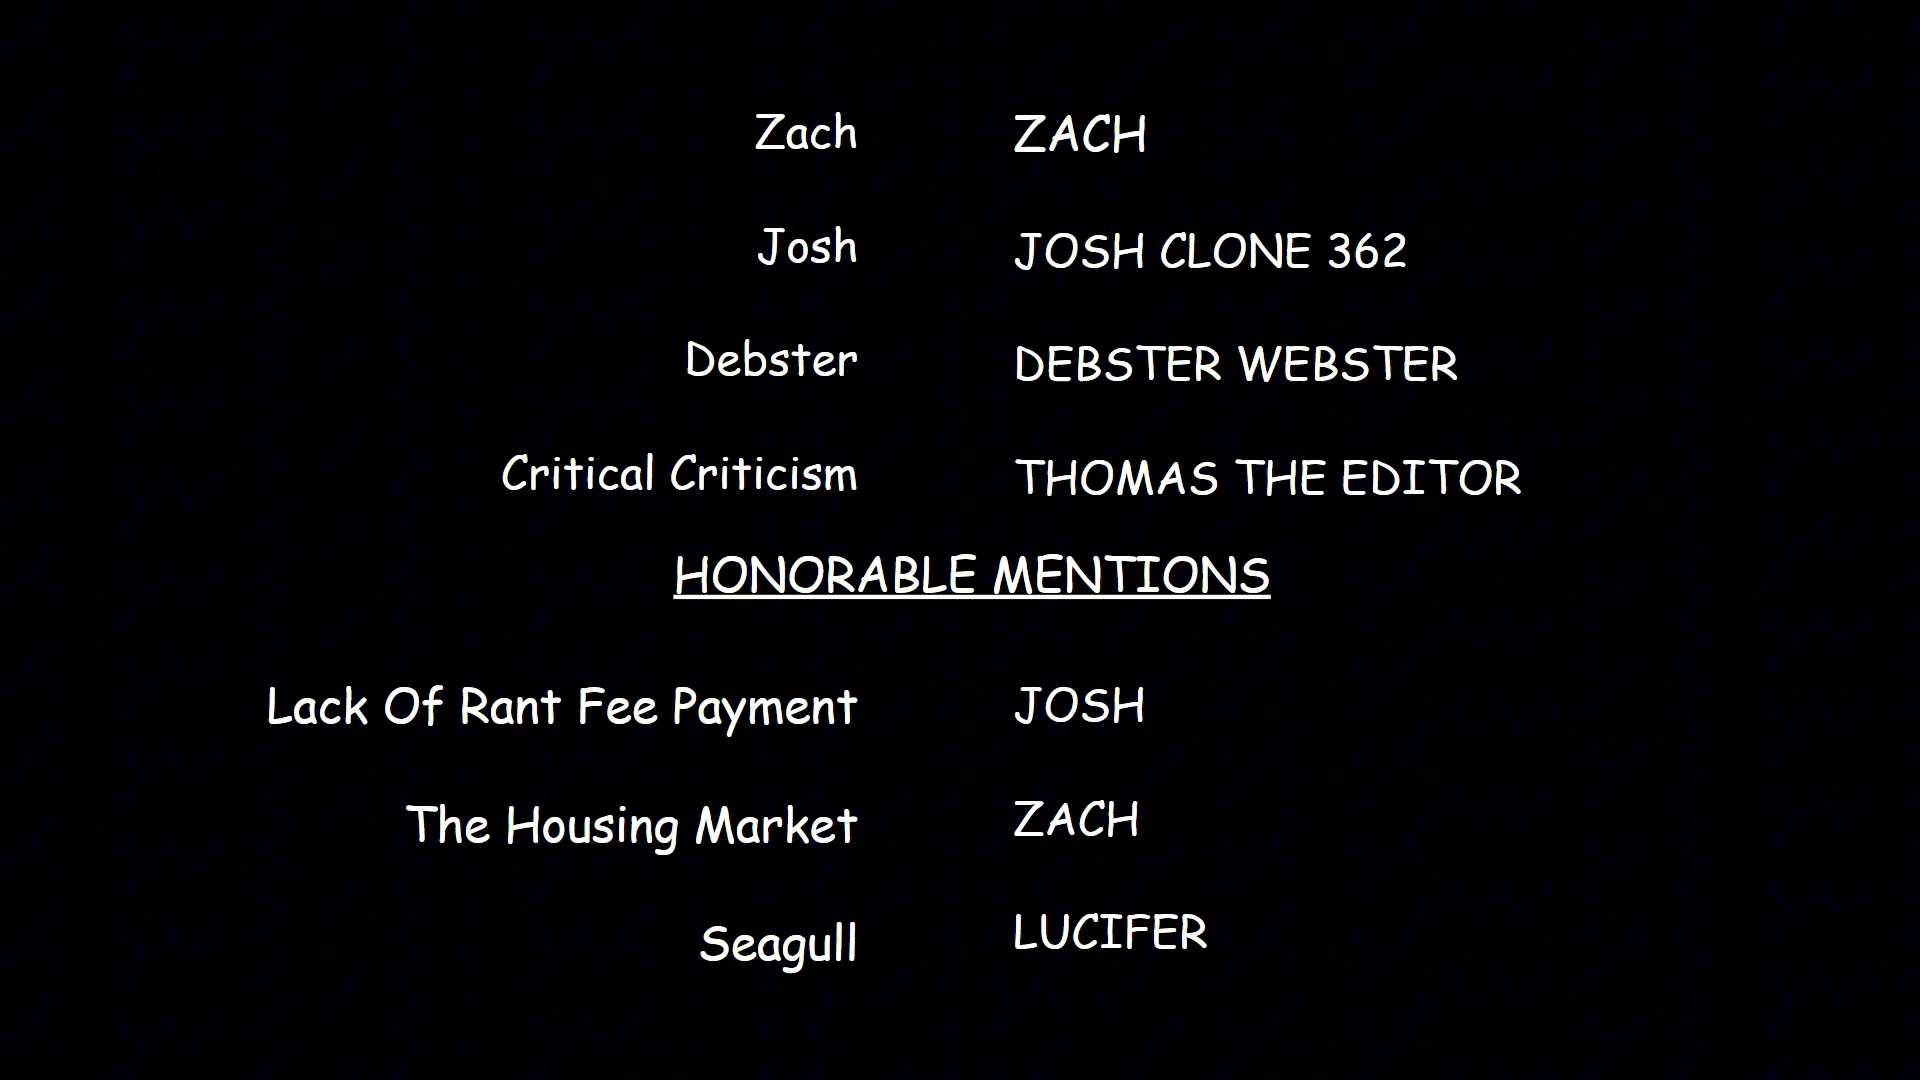 Zach ZACH
Josh JOSH CLONE 362
Debster DEBSTER WEBSTER
Critical Criticism THOMAS THE EDITOR
HONORABLE MENTIONS
Lack Of Rant Fee Payment JOSH
The Housing Market ZACH
Seagull LUCIFER